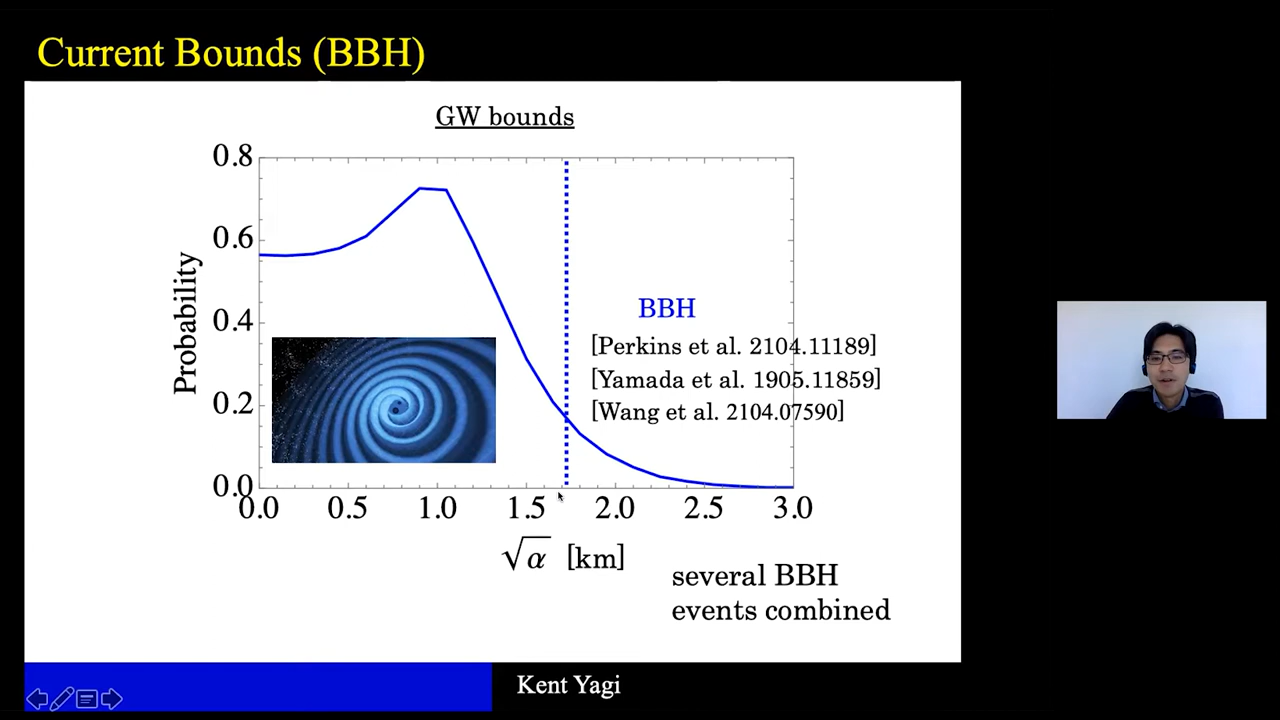 Current Bounds (BBH)
GW bounds
0.8
0.6
0.4
0.2
0.0
Probability
BBH
[Perkins et al. 2104.11189]
[Yamada et al. 1905.11859]
[Wang et al. 2104.07590]
0.0 0.5 1.0 1.5 2.0 2.5 3.0
√α [km]
several BBH
events combined
Kent Yagi